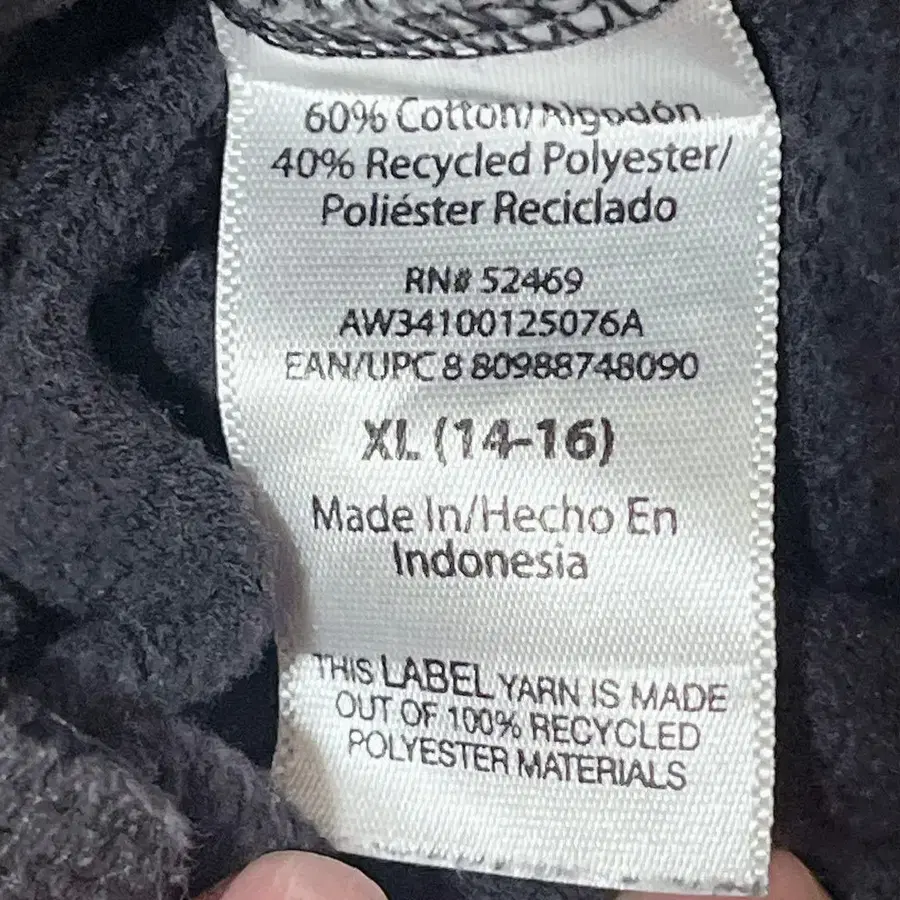 60% Cotton/Algodón
40% Recycled Polyester/
Poliéster Reciclado
RN# 52469
AW34100125076A
EAN/UPC 8 80988748090
XL (14-16)
Made In/Hecho En
Indonesia
THIS LABEL YARN IS MADE
OUT OF 100% RECYCLED
POLYESTER MATERIALS